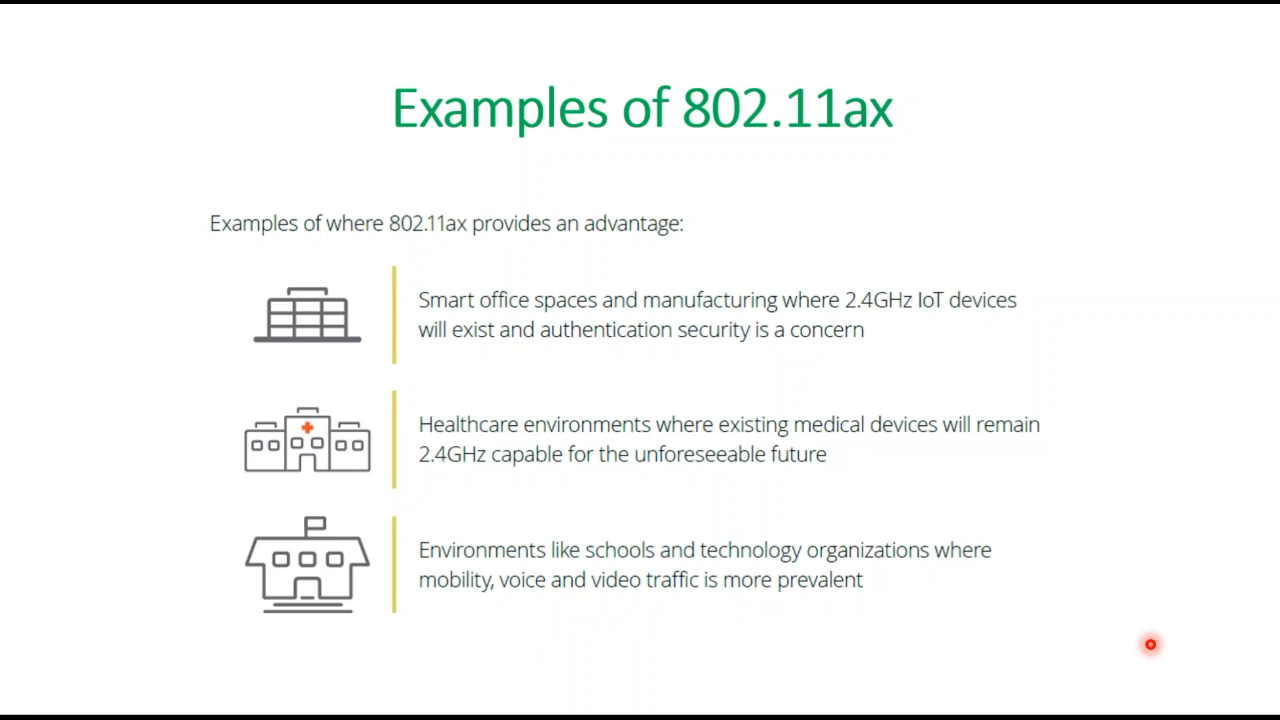 Examples of 802.11ax
Examples of where 802.11ax provides an advantage:
Smart office spaces and manufacturing where 2.4GHz IoT devices
will exist and authentication security is a concern
Healthcare environments where existing medical devices will remain
2.4GHz capable for the unforeseeable future
Environments like schools and technology organizations where
mobility, voice and video traffic is more prevalent